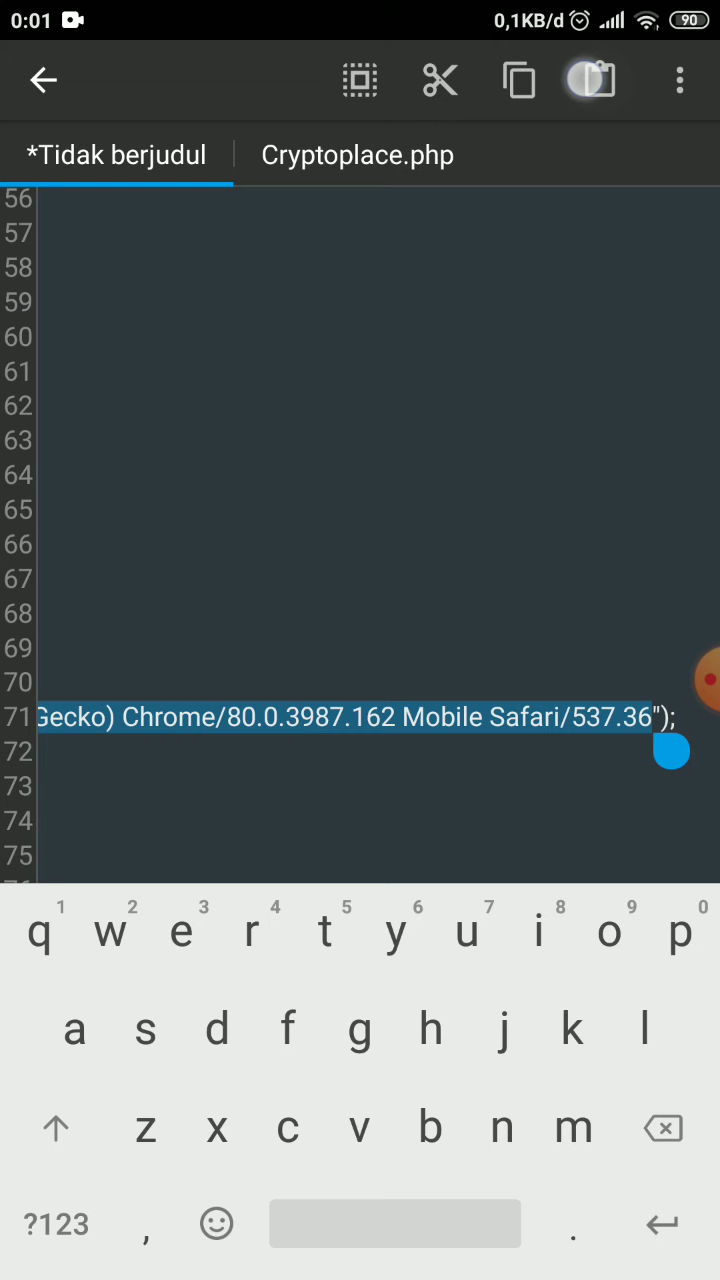 0:01 0,1KB/d 90
*Tidak berjudul Cryptoplace.php
56
57
58
59
60
61
62
63
64
65
66
67
68
69
70
71 Gecko) Chrome/80.0.3987.162 Mobile Safari/537.36");
72
73
74
75
1 2 3 4 5 6 7 8 9 0
q w e r t y u i o p
a s d f g h j k l
z x c v b n m
?123 , .